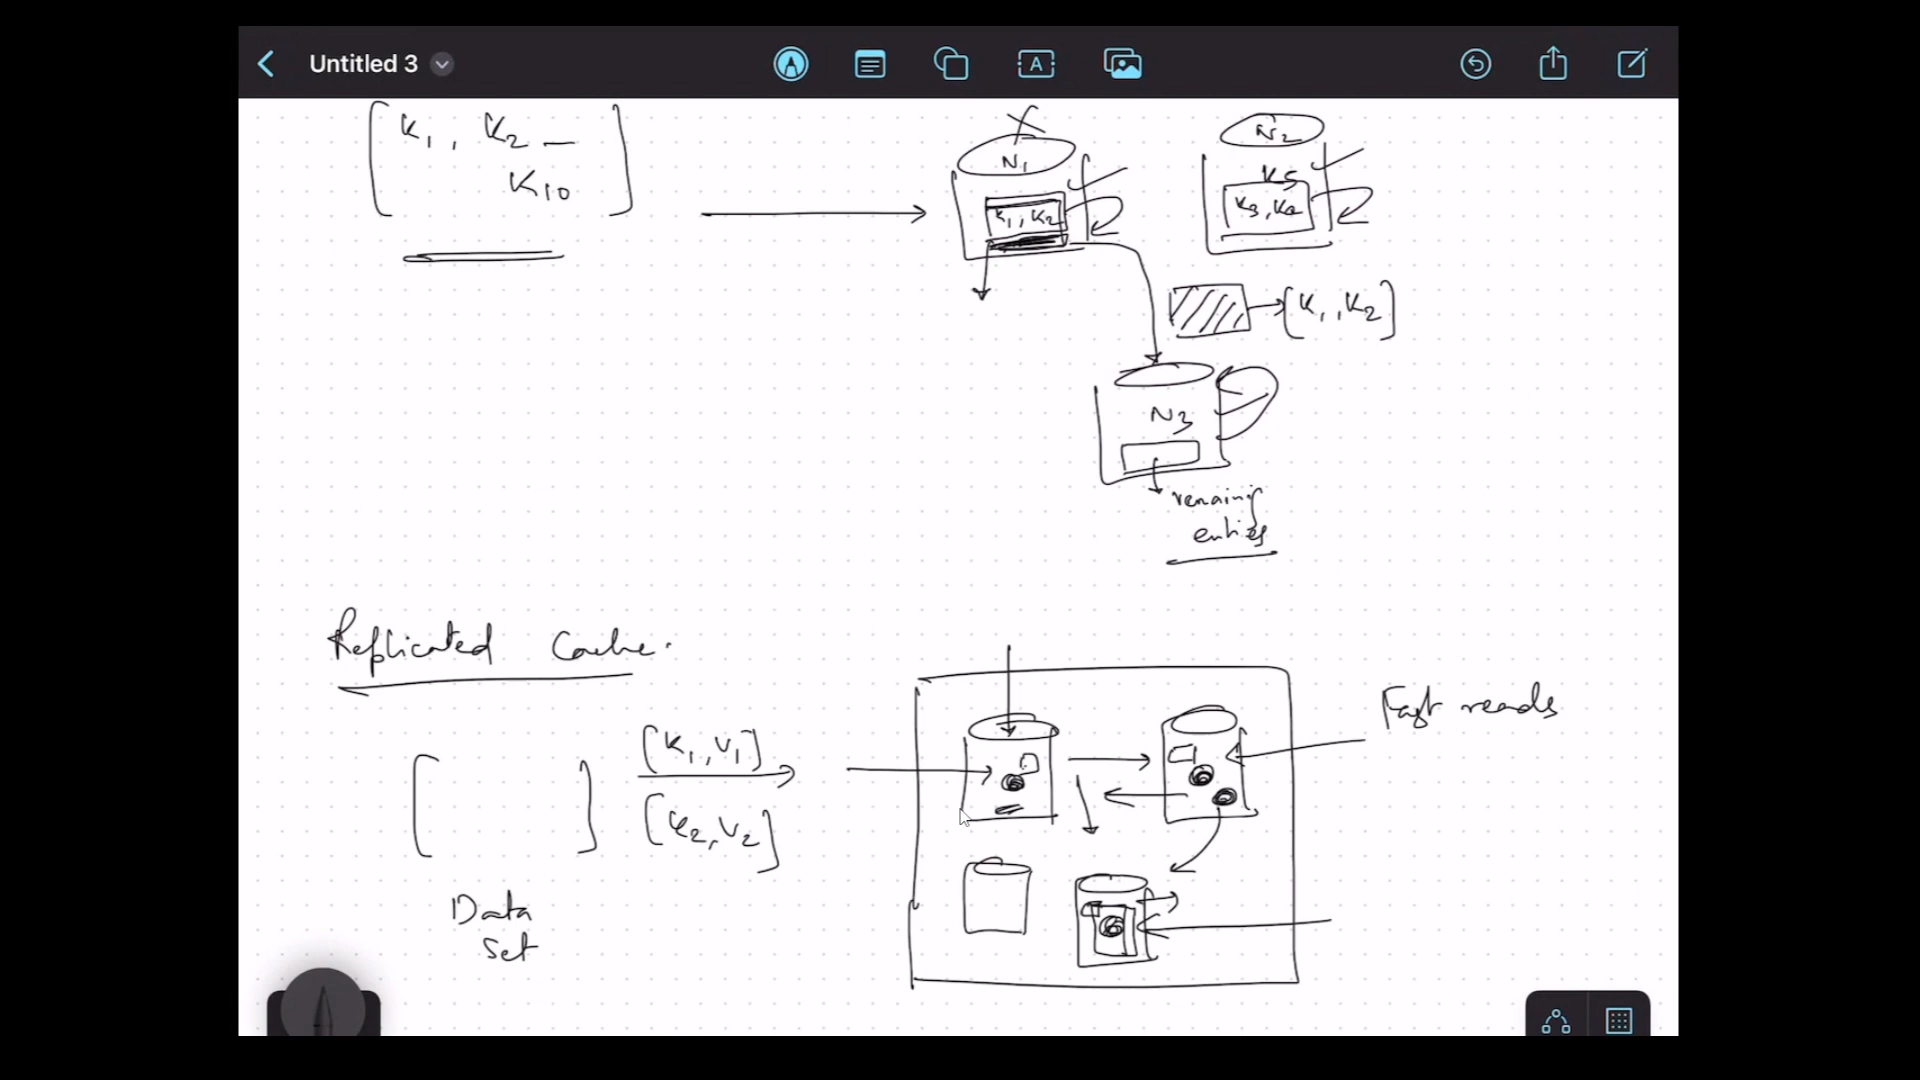 Untitled 3
A
K1, K2 —
K10
N1
K1, K2
N2
K5
K3, K4
[K1, K2]
N3
remaining
entries
Replicated Cache.
Fast reads
[K1, V1]
[K2, V2]
Data
Set